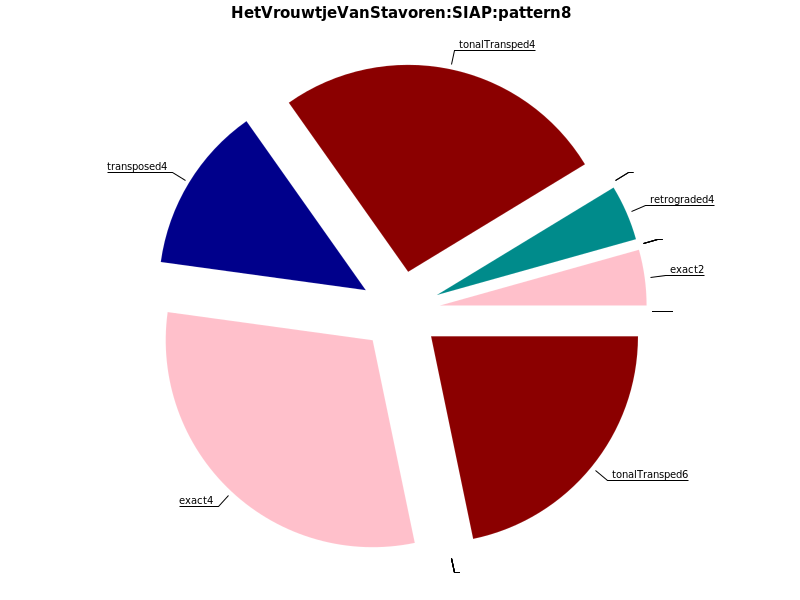 HetVrouwtjeVanStavoren:SIAP:pattern8
tonalTransped4
transposed4
retrograded4
exact2
tonalTransped6
exact4